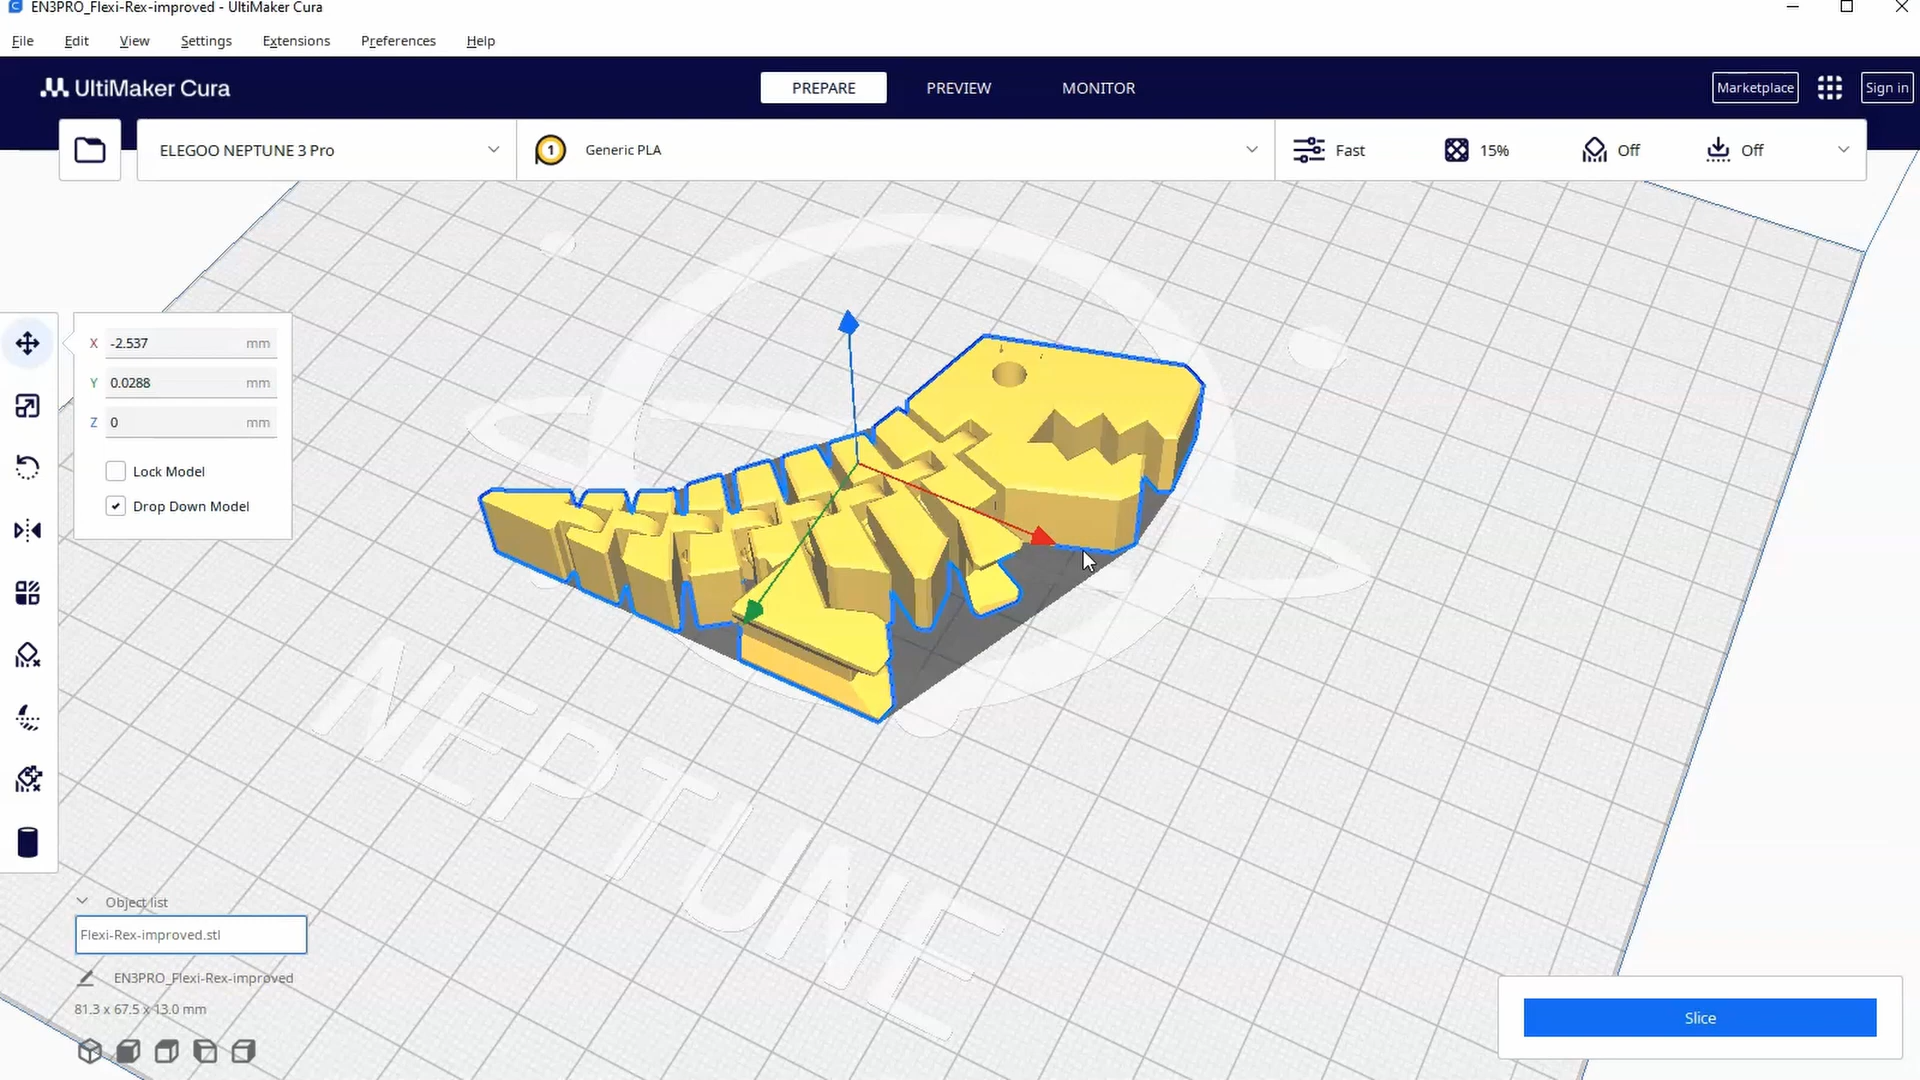 EN3PRO_Flexi-Rex-improved - UltiMaker Cura
File Edit View Settings Extensions Preferences Help
UltiMaker Cura
PREPARE PREVIEW MONITOR
Marketplace
Sign in
ELEGOO NEPTUNE 3 Pro
1 Generic PLA
Fast 15% Off Off
X -2.537 mm
Y 0.0288 mm
Z 0 mm
Lock Model
Drop Down Model
NEPTUNE
Object list
Flexi-Rex-improved.stl
EN3PRO_Flexi-Rex-improved
81.3 x 67.5 x 13.0 mm
Slice